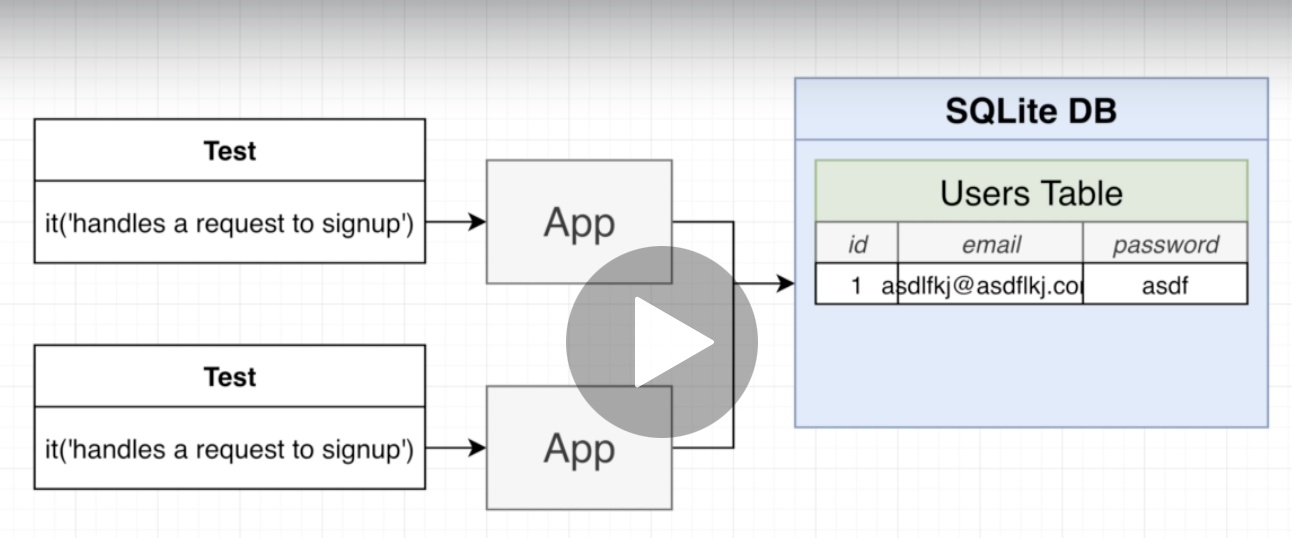 SQLite DB
Users Table
id email password
1 asdlfkj@asdflkj.co asdf
Test
it('handles a request to signup')
App
Test
it('handles a request to signup')
App